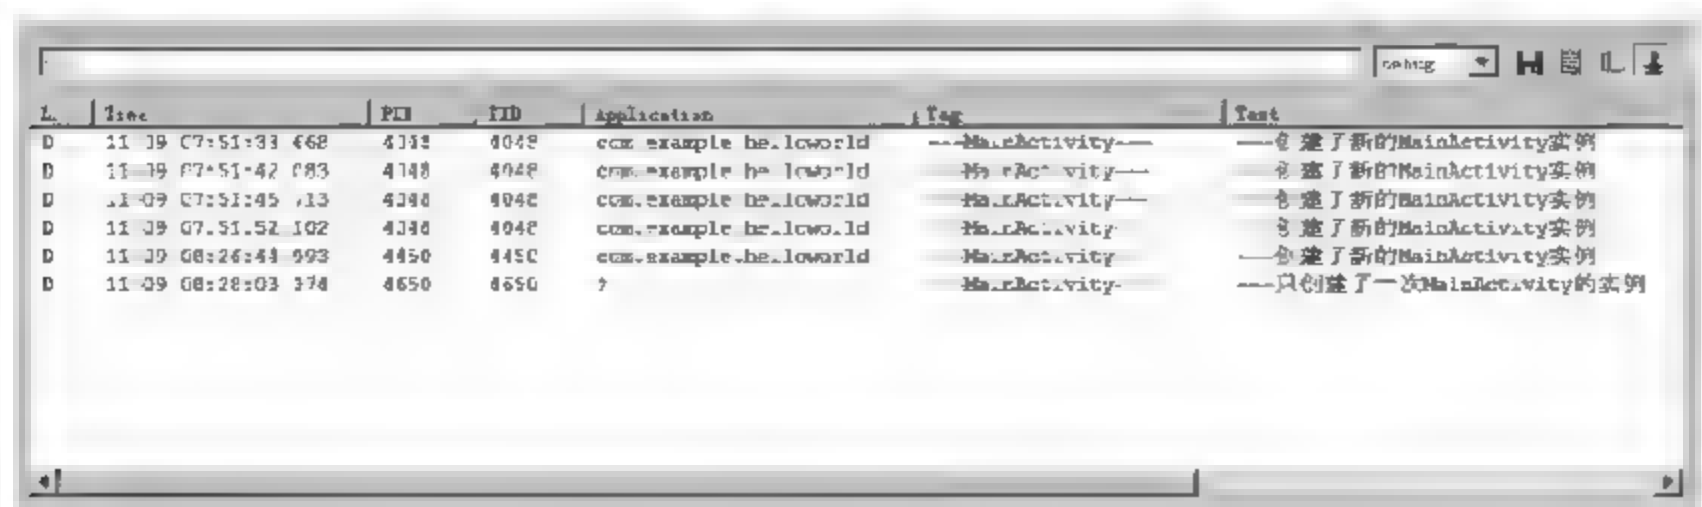 debug
L. Time PID TID Application Tag Text
D 11-09 07:51:33.668 4048 4048 com.example.helloworld ---MainActivity--- ---创建了新的MainActivity实例
D 11-09 07:51:42 4048 4048 com.example.helloworld MainActivity--- 创建了新的MainActivity实例
D 11-09 07:51:45 4048 4048 com.example.helloworld MainActivity--- 创建了新的MainActivity实例
D 11-09 07:51:52.102 4048 4048 com.example.helloworld MainActivity- 创建了新的MainActivity实例
D 11-09 08:26:44.993 4450 4450 com.example.helloworld MainActivity- ---创建了新的MainActivity实例
D 11-09 08:28:03 4650 4650 ? MainActivity- ---只创建了一次MainActivity的实例